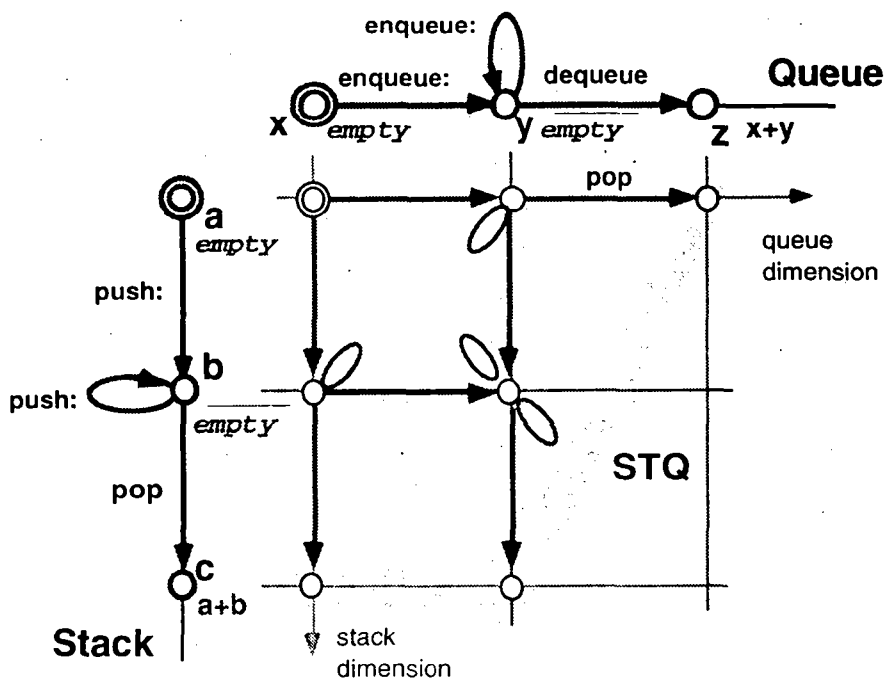 enqueue:
enqueue: dequeue Queue
x empty y empty z x+y
a
empty
pop
queue
dimension
push:
b
push:
empty
STQ
pop
c
a+b
Stack
stack
dimension